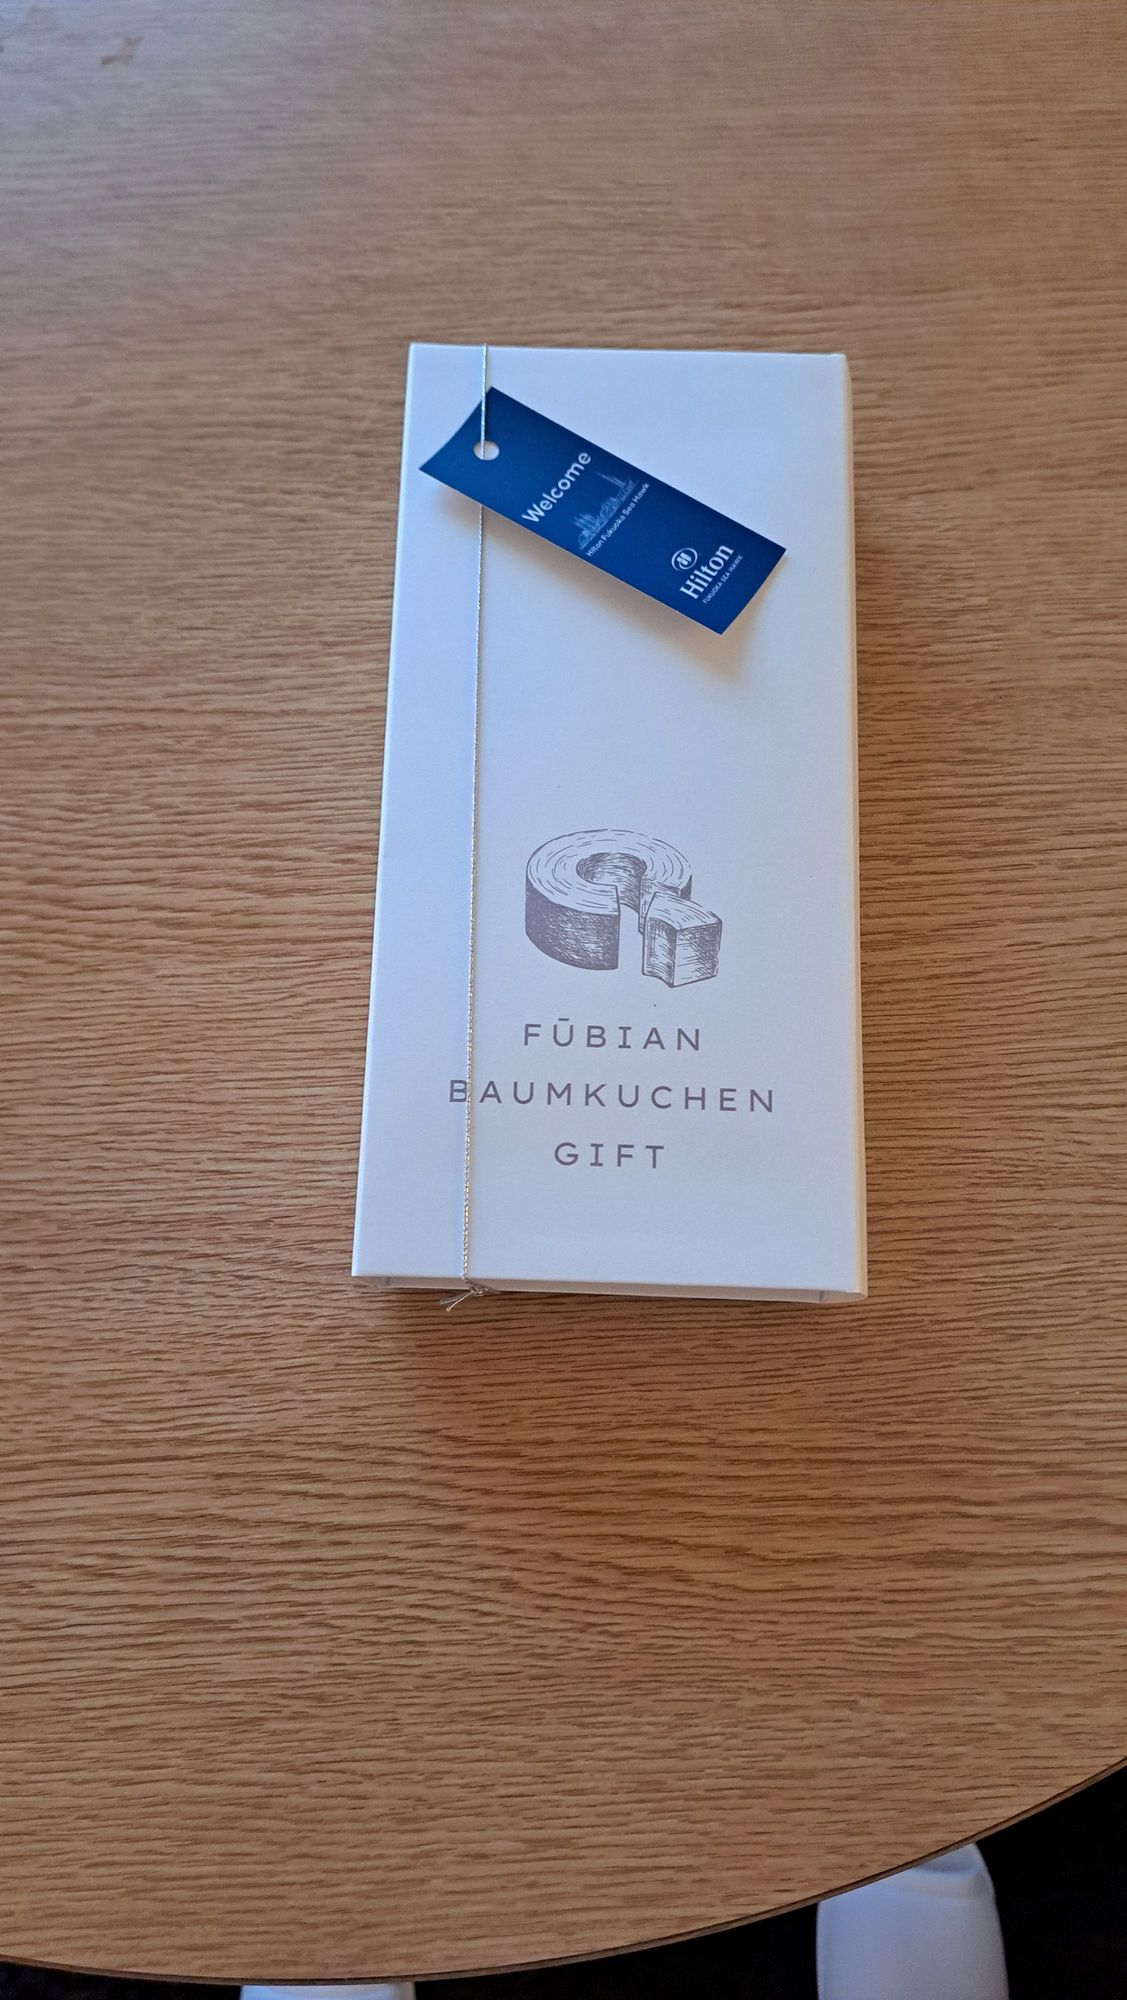 Welcome
Hilton Fukuoka Sea Hawk
Hilton
FUKUOKA SEA HAWK
FŪBIAN
BAUMKUCHEN
GIFT